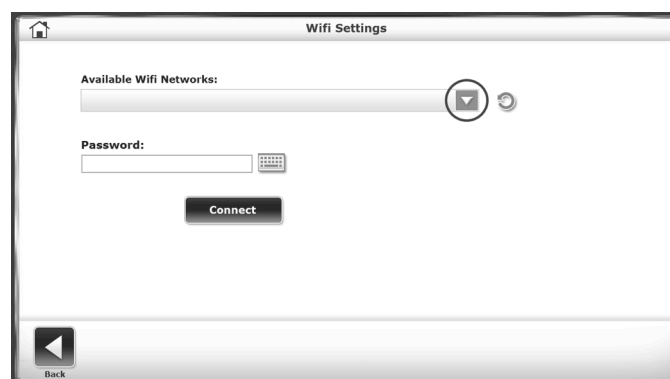 Wifi Settings
Available Wifi Networks:
Password:
Connect
Back